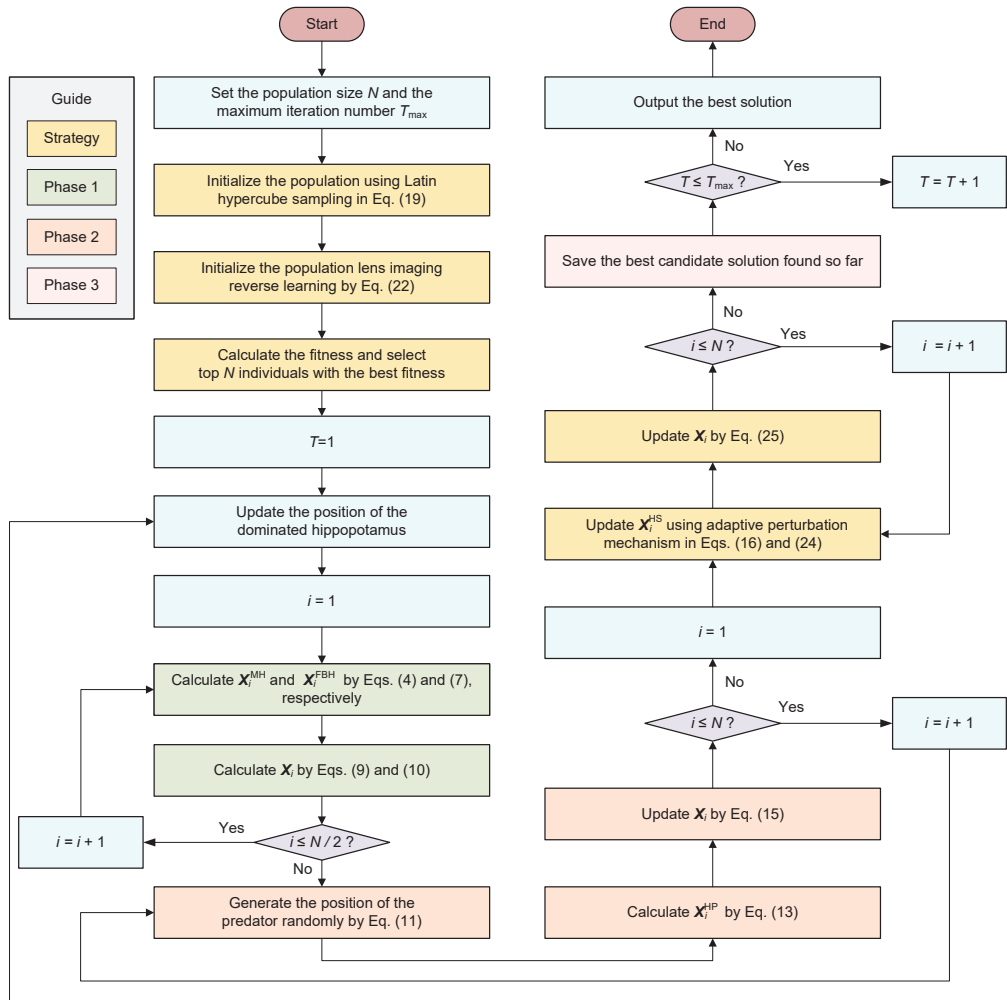 Start
Set the population size N and the
maximum iteration number Tmax
Guide
Strategy
Phase 1
Phase 2
Phase 3
Initialize the population using Latin
hypercube sampling in Eq. (19)
Initialize the population lens imaging
reverse learning by Eq. (22)
Calculate the fitness and select
top N individuals with the best fitness
T=1
Update the position of the
dominated hippopotamus
i = 1
Calculate Xi^MH and Xi^FBH by Eqs. (4) and (7),
respectively
Calculate Xi by Eqs. (9) and (10)
i ≤ N / 2 ?
Yes
i = i + 1
No
Generate the position of the
predator randomly by Eq. (11)
Calculate Xi^HP by Eq. (13)
Update Xi by Eq. (15)
i ≤ N ?
Yes
i = i + 1
No
i = 1
Update Xi^HS using adaptive perturbation
mechanism in Eqs. (16) and (24)
Update Xi by Eq. (25)
i ≤ N ?
Yes
i = i + 1
No
Save the best candidate solution found so far
T ≤ Tmax ?
Yes
T = T + 1
No
Output the best solution
End